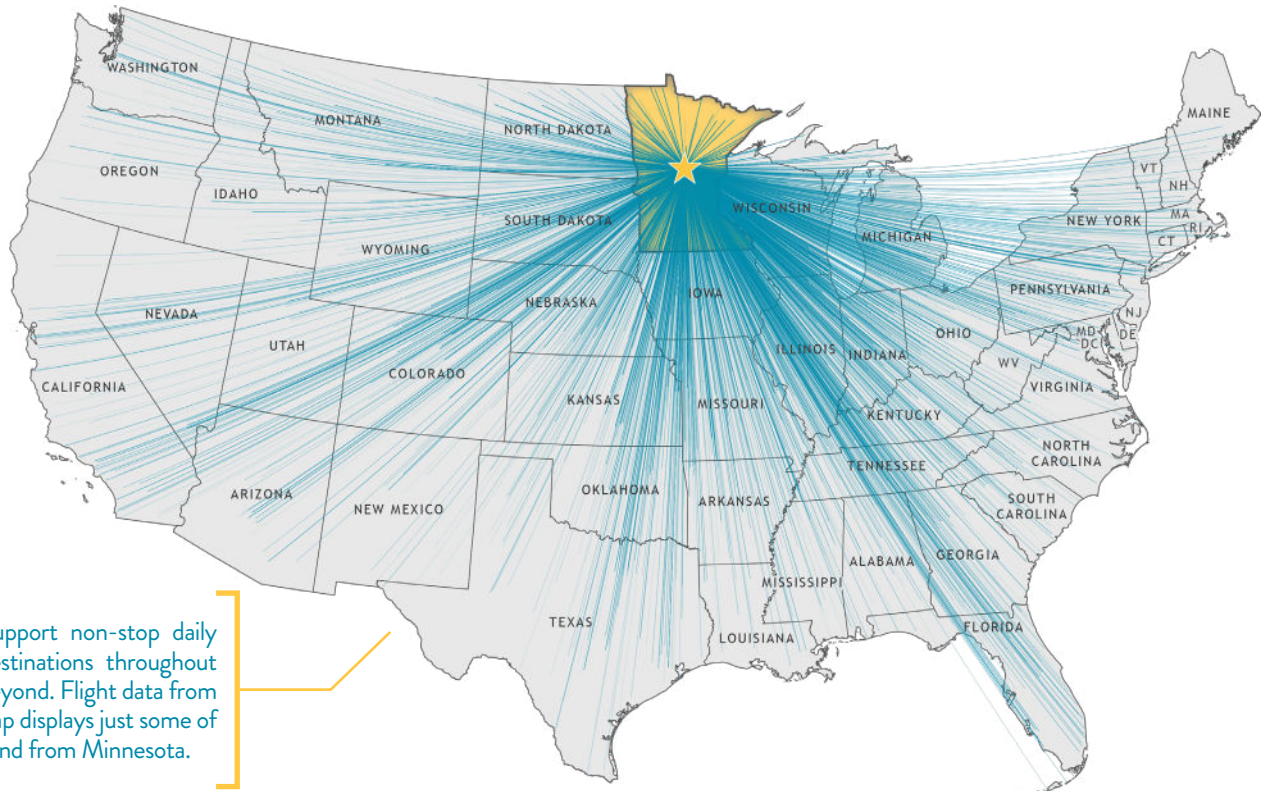 WASHINGTON
MONTANA
NORTH DAKOTA
MAINE
OREGON
IDAHO
VT
NH
SOUTH DAKOTA
WISCONSIN
NEW YORK
MA
RI
CT
WYOMING
MICHIGAN
NEBRASKA
IOWA
PENNSYLVANIA
NEVADA
UTAH
COLORADO
ILLINOIS
INDIANA
OHIO
NJ
MD
DE
DC
WV
CALIFORNIA
KANSAS
MISSOURI
VIRGINIA
KENTUCKY
NORTH
CAROLINA
TENNESSEE
ARIZONA
NEW MEXICO
OKLAHOMA
ARKANSAS
SOUTH
CAROLINA
MISSISSIPPI
ALABAMA
GEORGIA
TEXAS
LOUISIANA
FLORIDA
upport non-stop daily
estinations throughout
eyond. Flight data from
ap displays just some of
nd from Minnesota.